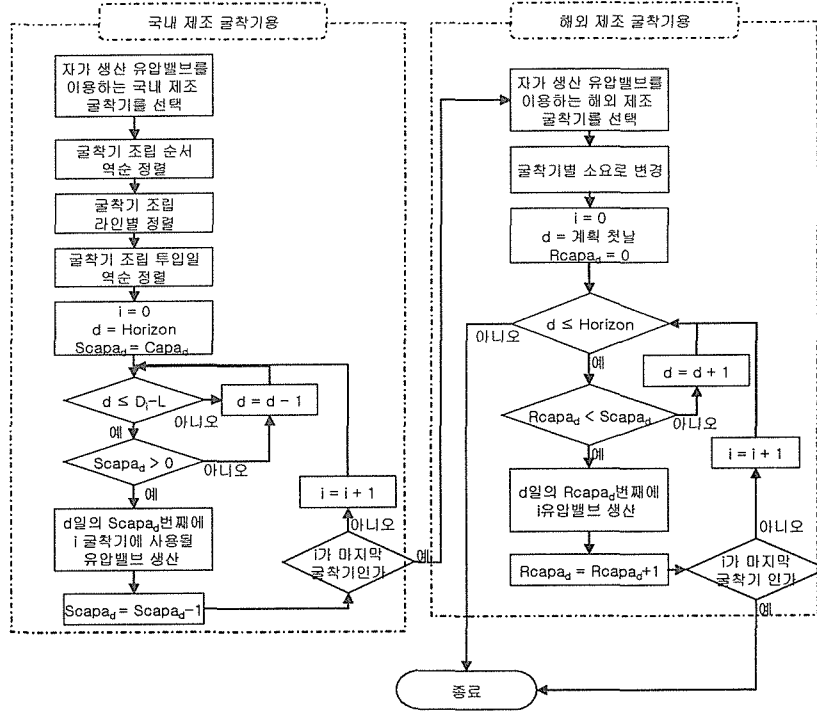 국내 제조 굴착기용
자가 생산 유압밸브를
이용하는 국내 제조
굴착기를 선택
굴착기 조립 순서
역순 정렬
굴착기 조립
라인별 정렬
굴착기 조립 투입일
역순 정렬
i = 0
d = Horizon
Scapad = Capad
d ≤ Di-L
아니오
d = d - 1
예
Scapad > 0
아니오
예
d일의 Scapad번째에
i 굴착기에 사용될
유압밸브 생산
Scapad = Scapad-1
i = i + 1
아니오
i가 마지막
굴착기인가
예
해외 제조 굴착기용
자가 생산 유압밸브를
이용하는 해외 제조
굴착기를 선택
굴착기별 소요로 변경
i = 0
d = 계획 첫날
Rcapad = 0
d ≤ Horizon
아니오
예
d = d + 1
Rcapad < Scapad
아니오
예
i = i + 1
d일의 Rcapad번째에
i유압밸브 생산
아니오
Rcapad = Rcapad+1
i가 마지막
굴착기 인가
예
종료